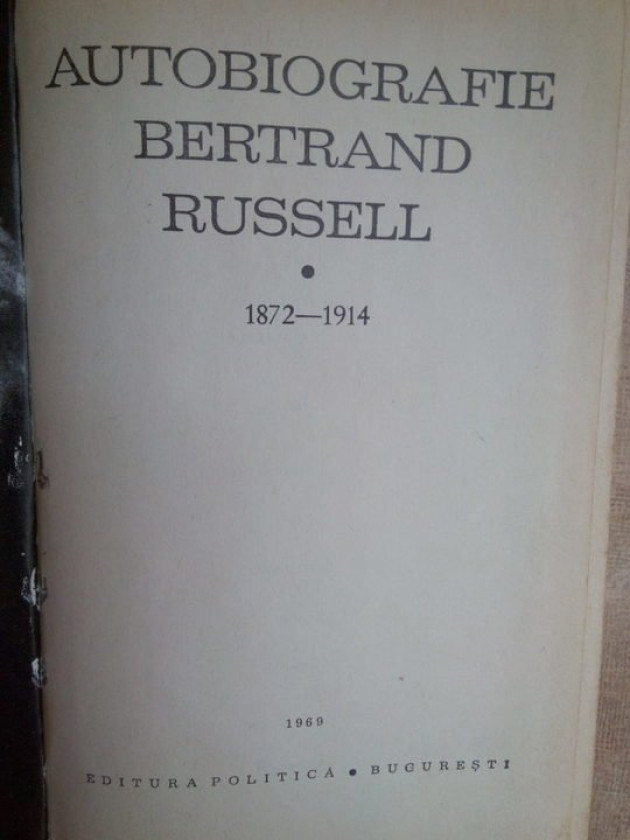 AUTOBIOGRAFIE
BERTRAND
RUSSELL
•
1872—1914
1969
EDITURA POLITICĂ • BUCUREȘTI